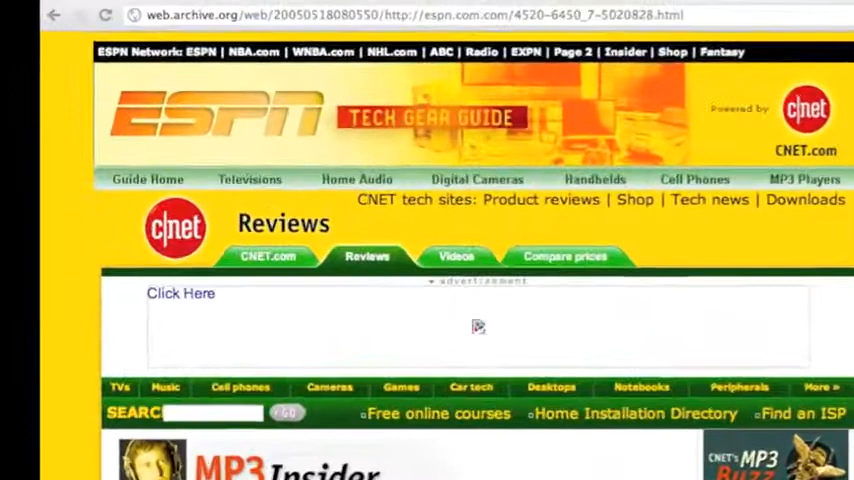 web.archive.org/web/20050518080550/http://espn.com.com/4520-6450_7-5020828.html
ESPN Network: ESPN | NBA.com | WNBA.com | NHL.com | ABC | Radio | EXPN | Page 2 | Insider | Shop | Fantasy
ESPN TECH GEAR GUIDE Powered by c|net
CNET.com
Guide Home Televisions Home Audio Digital Cameras Handhelds Cell Phones MP3 Players
CNET tech sites: Product reviews | Shop | Tech news | Downloads
c|net Reviews
CNET.com Reviews Videos Compare prices
advertisement
Click Here
TVs Music Cell phones Cameras Games Car tech Desktops Notebooks Peripherals More »
SEARC GO Free online courses Home Installation Directory Find an ISP
MP3 Insider CNET's MP3 Buzz